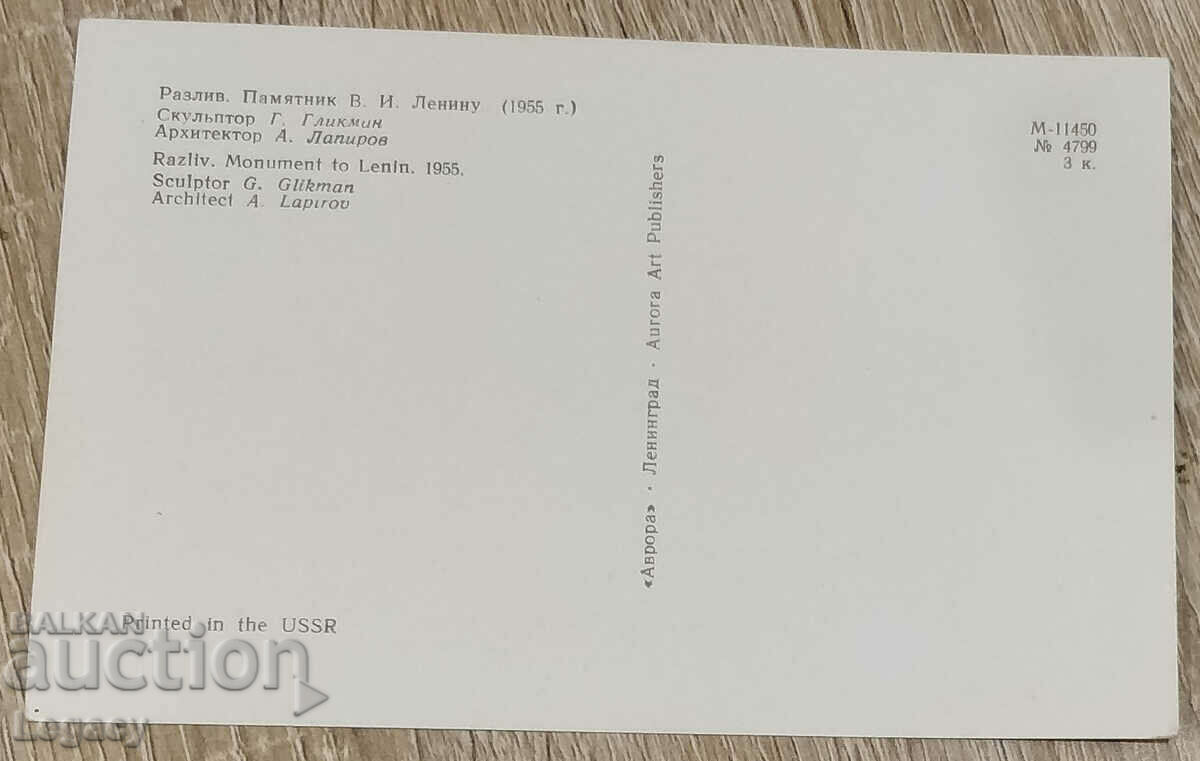 Разлив. Памятник В. И. Ленину (1955 г.)
Скульптор Г. Гликмин
Архитектор А. Лапиров
Razliv. Monument to Lenin. 1955.
Sculptor G. Glikman
Architect A. Lapirov
М-11450
№ 4799
3 к.
«Аврора» · Ленинград · Aurora Art Publishers
Printed in the USSR
BALKAN
auction
Legacy